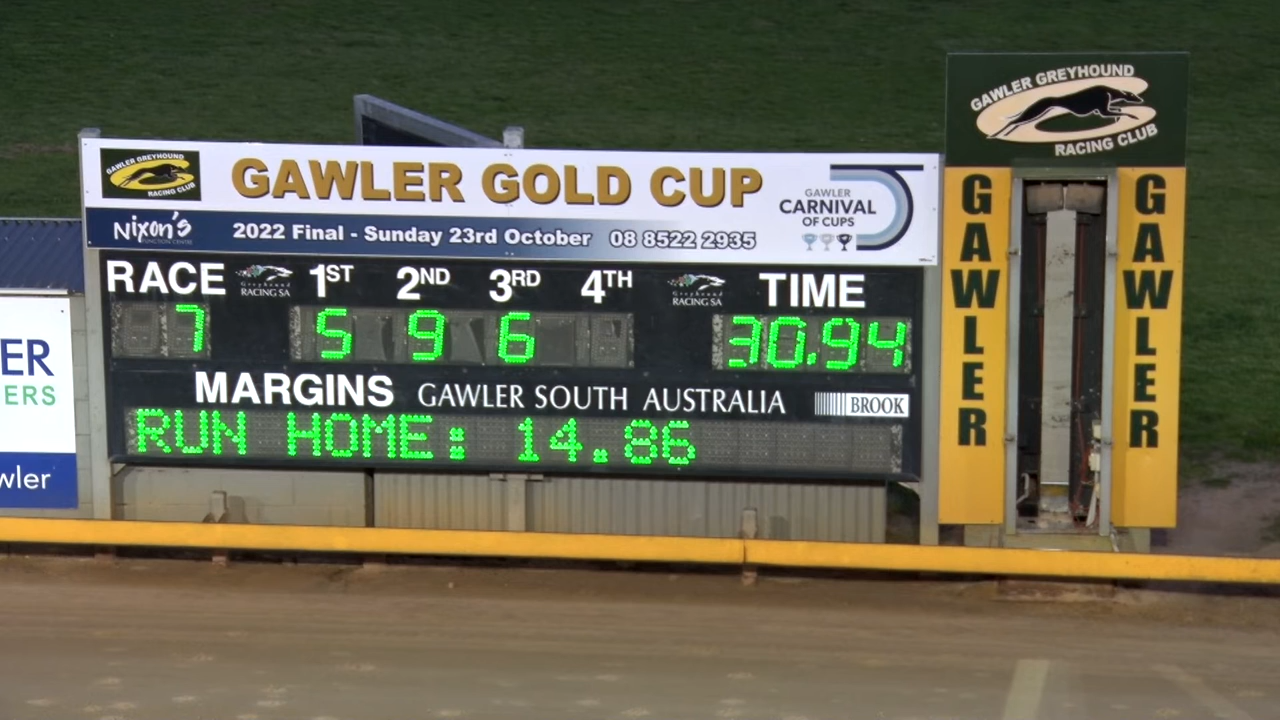 GAWLER GREYHOUND
RACING CLUB
GAWLER GREYHOUND
RACING CLUB
GAWLER GOLD CUP
GAWLER
CARNIVAL
OF CUPS
Nixon's
FUNCTION CENTRE
2022 Final - Sunday 23rd October 08 8522 2935
RACE Greyhound RACING SA 1ST 2ND 3RD 4TH Greyhound RACING SA TIME
7 5 9 6 30.94
MARGINS GAWLER SOUTH AUSTRALIA BROOK
RUN HOME: 14.86
GAWLER
GAWLER
ER
ERS
wler